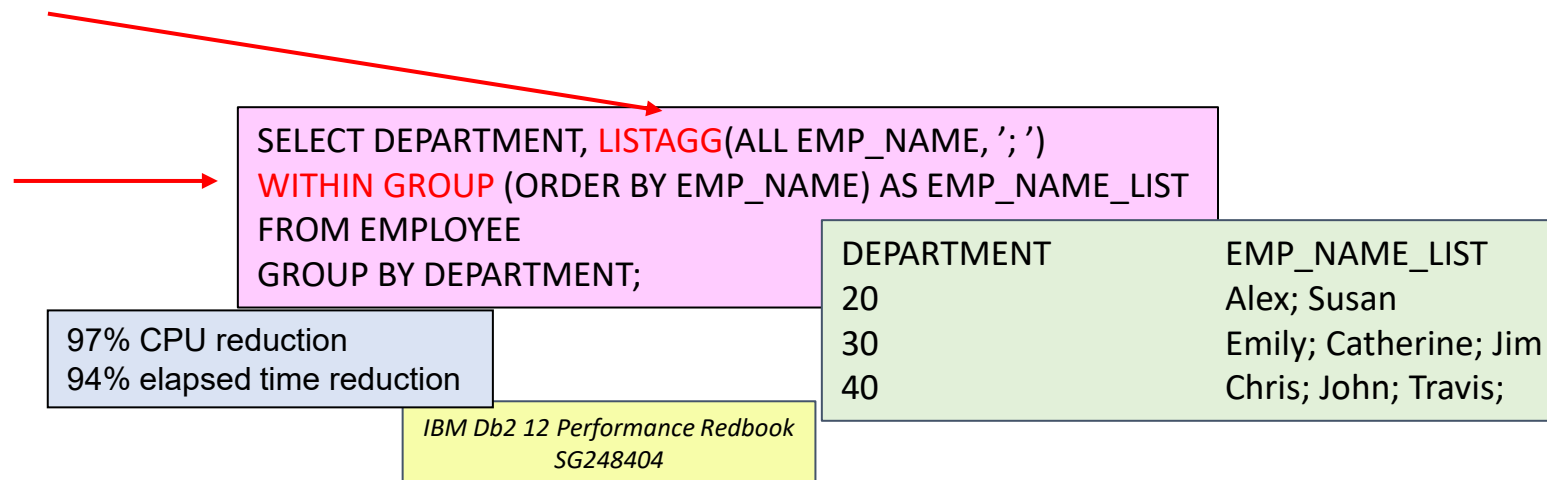 SELECT DEPARTMENT, LISTAGG(ALL EMP_NAME, ’; ’)
WITHIN GROUP (ORDER BY EMP_NAME) AS EMP_NAME_LIST
FROM EMPLOYEE
GROUP BY DEPARTMENT;
DEPARTMENT EMP_NAME_LIST
20 Alex; Susan
30 Emily; Catherine; Jim
40 Chris; John; Travis;
97% CPU reduction
94% elapsed time reduction
IBM Db2 12 Performance Redbook
SG248404